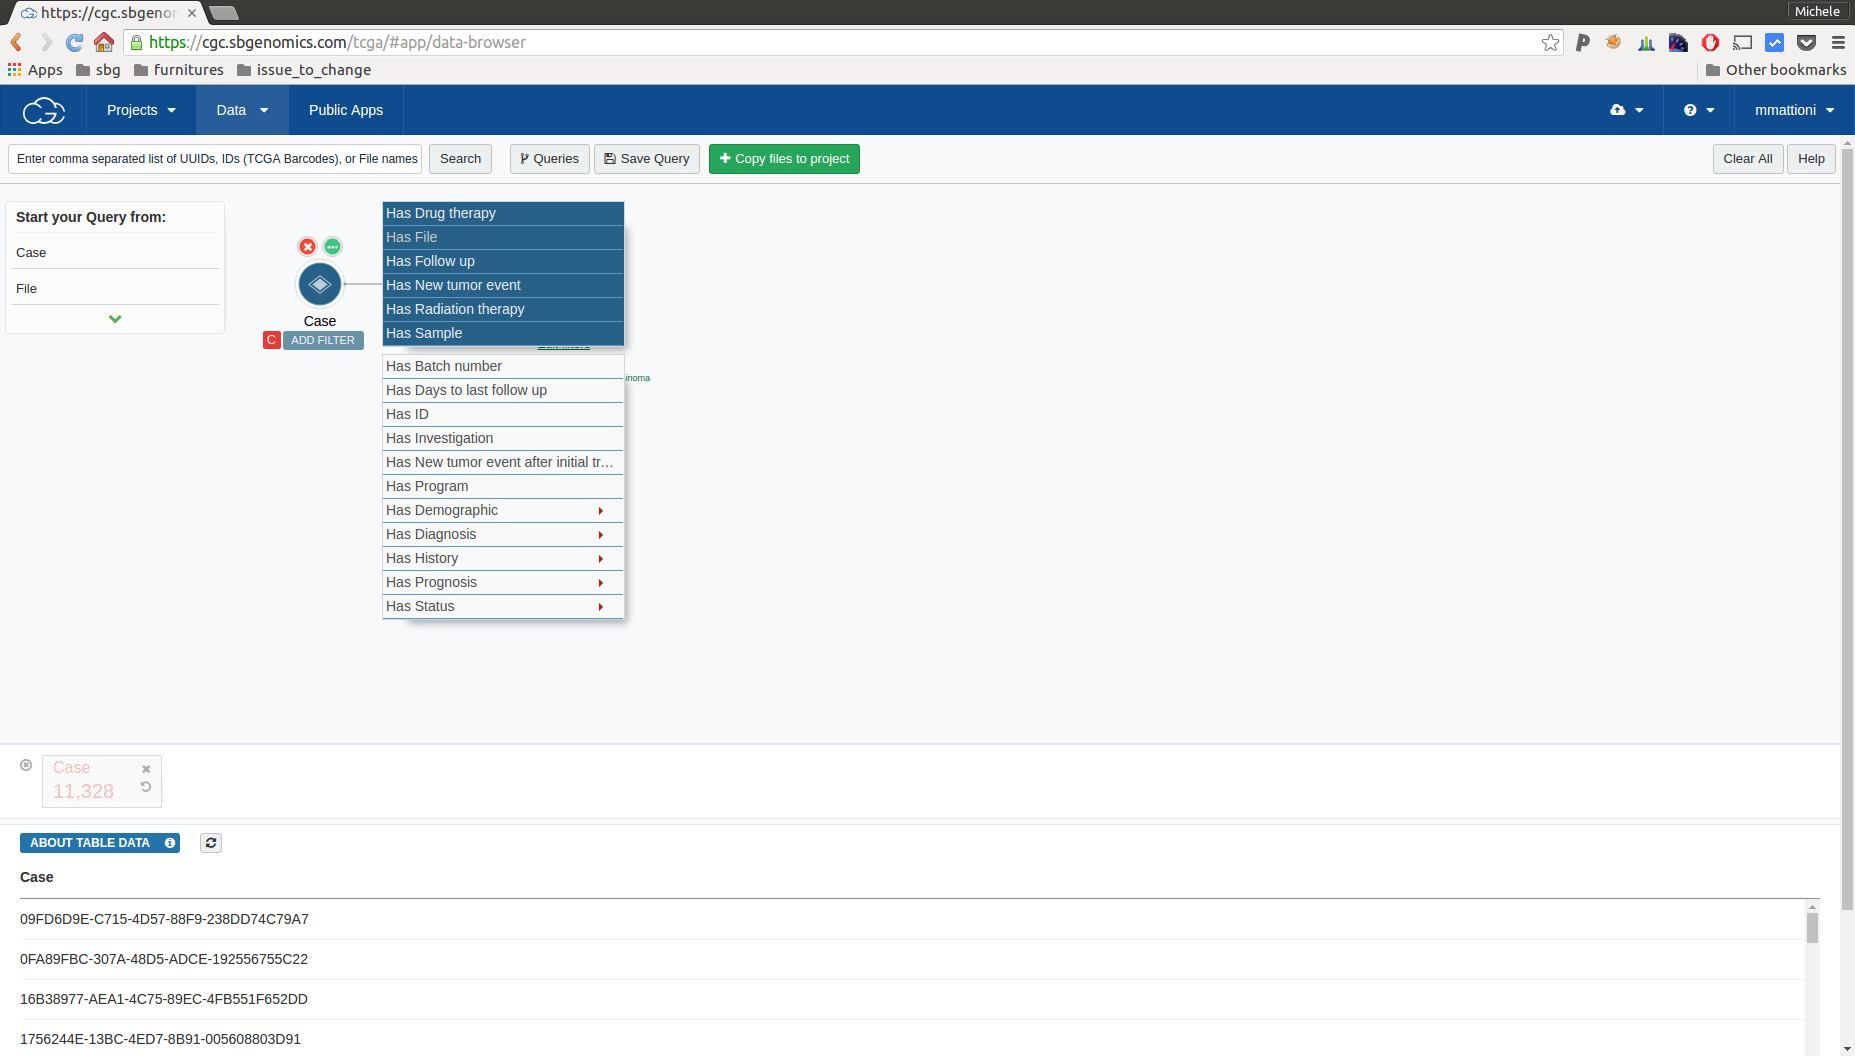 https://cgc.sbgenom
Michele
https://cgc.sbgenomics.com/tcga/#app/data-browser
Apps sbg furnitures issue_to_change Other bookmarks
Projects Data Public Apps mmattioni
Enter comma separated list of UUIDs, IDs (TCGA Barcodes), or File names Search Queries Save Query Copy files to project Clear All Help
Start your Query from:
Case
File
Case
C ADD FILTER
Has Drug therapy
Has File
Has Follow up
Has New tumor event
Has Radiation therapy
Has Sample
Has Batch number
inoma
Has Days to last follow up
Has ID
Has Investigation
Has New tumor event after initial tr...
Has Program
Has Demographic
Has Diagnosis
Has History
Has Prognosis
Has Status
Case
11,328
ABOUT TABLE DATA
Case
09FD6D9E-C715-4D57-88F9-238DD74C79A7
0FA89FBC-307A-48D5-ADCE-192556755C22
16B38977-AEA1-4C75-89EC-4FB551F652DD
1756244E-13BC-4ED7-8B91-005608803D91